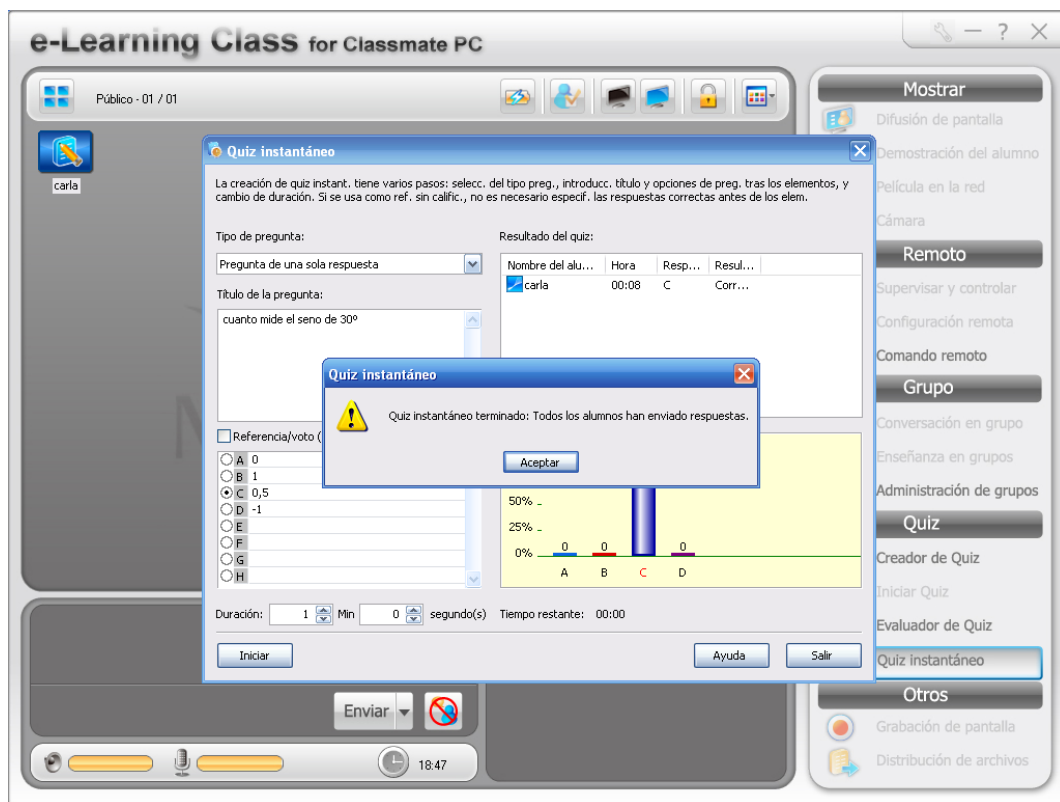 e-Learning Class for Classmate PC
Público - 01 / 01
carla
Quiz instantáneo
La creación de quiz instant. tiene varios pasos: selecc. del tipo preg., introducc. título y opciones de preg. tras los elementos, y
cambio de duración. Si se usa como ref. sin calific., no es necesario especif. las respuestas correctas antes de los elem.
Tipo de pregunta:
Pregunta de una sola respuesta
Título de la pregunta:
cuanto mide el seno de 30º
Referencia/voto (
A 0
B 1
C 0,5
D -1
E
F
G
H
Duración: 1 Min 0 segundo(s)
Iniciar
Resultado del quiz:
Nombre del alu... Hora Resp... Resul...
carla 00:08 C Corr...
Quiz instantáneo
Quiz instantáneo terminado: Todos los alumnos han enviado respuestas.
Aceptar
50%
25%
0%
0 0 0
A B C D
Tiempo restante: 00:00
Ayuda Salir
Enviar
18:47
Mostrar
Difusión de pantalla
Demostración del alumno
Película en la red
Cámara
Remoto
Supervisar y controlar
Configuración remota
Comando remoto
Grupo
Conversación en grupo
Enseñanza en grupos
Administración de grupos
Quiz
Creador de Quiz
Iniciar Quiz
Evaluador de Quiz
Quiz instantáneo
Otros
Grabación de pantalla
Distribución de archivos